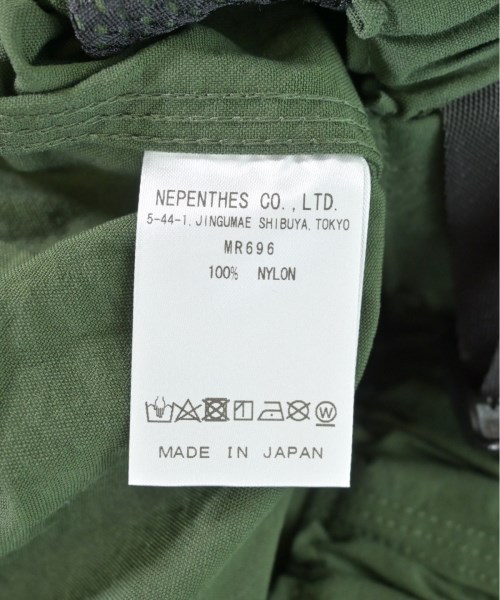 NEPENTHES CO.,LTD.
5-44-1. JINGUMAE SHIBUYA, TOKYO
MR696
100% NYLON
W
MADE IN JAPAN